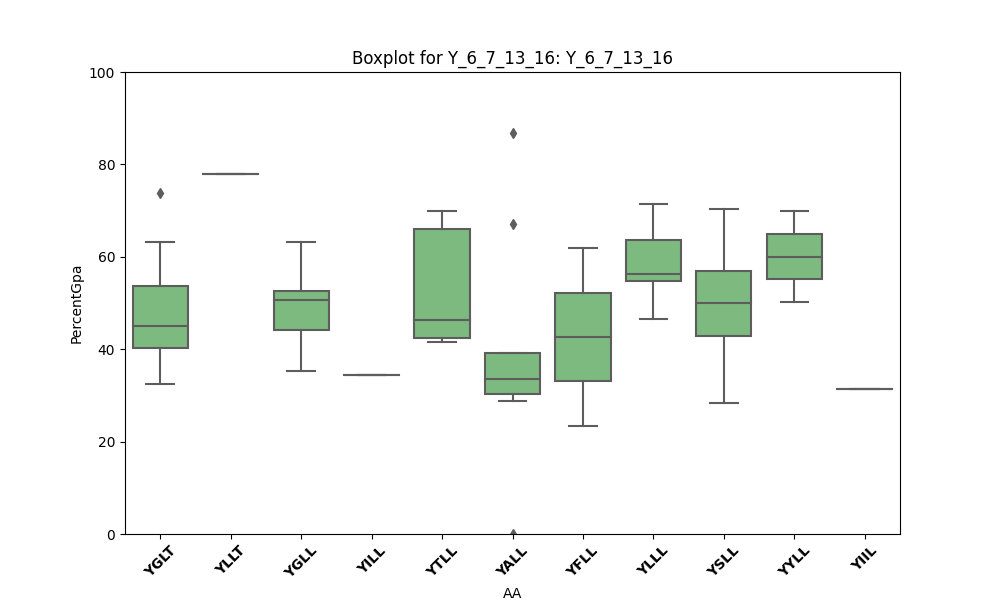 Boxplot for Y_6_7_13_16: Y_6_7_13_16
100
80
60
40
20
0
PercentGpa
YGLT
YLLT
YGLL
YILL
YTLL
YALL
YFLL
YLLL
YSLL
YYLL
YIIL
AA